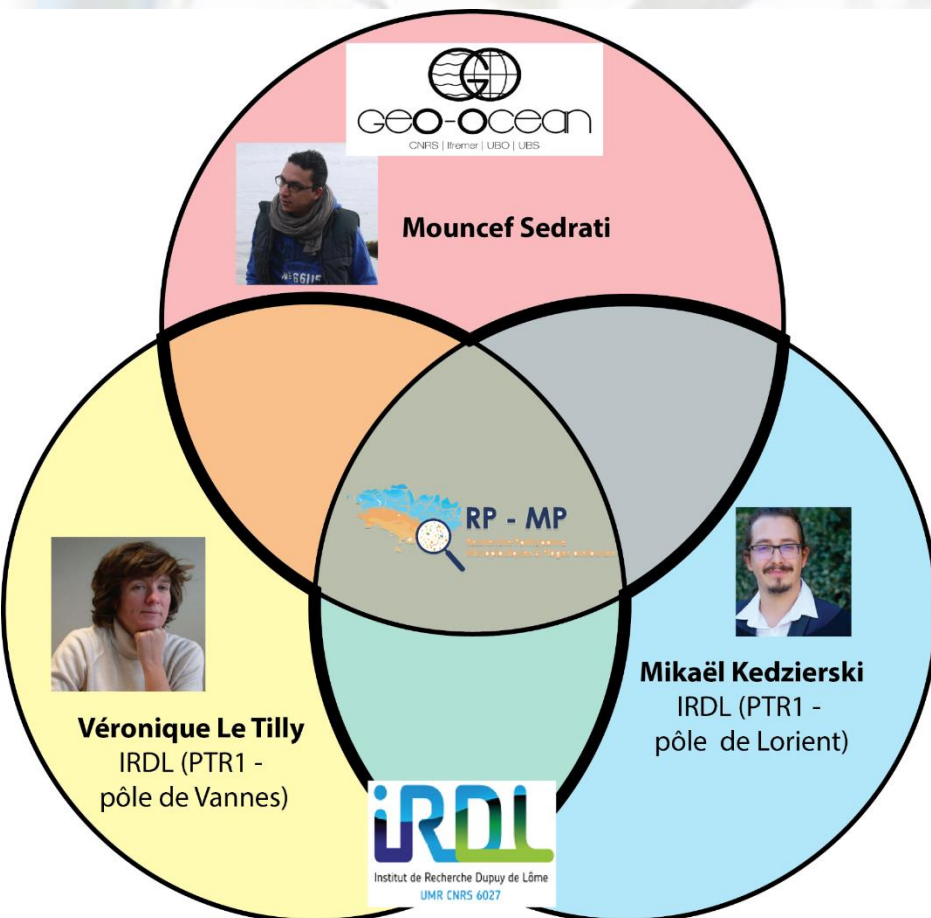 GEO-OCEAN
CNRS | Ifremer | UBO | UBS
Mouncef Sedrati
RP - MP
Véronique Le Tilly
IRDL (PTR1 -
pôle de Vannes)
Mikaël Kedzierski
IRDL (PTR1 -
pôle de Lorient)
iRDL
Institut de Recherche Dupuy de Lôme
UMR CNRS 6027